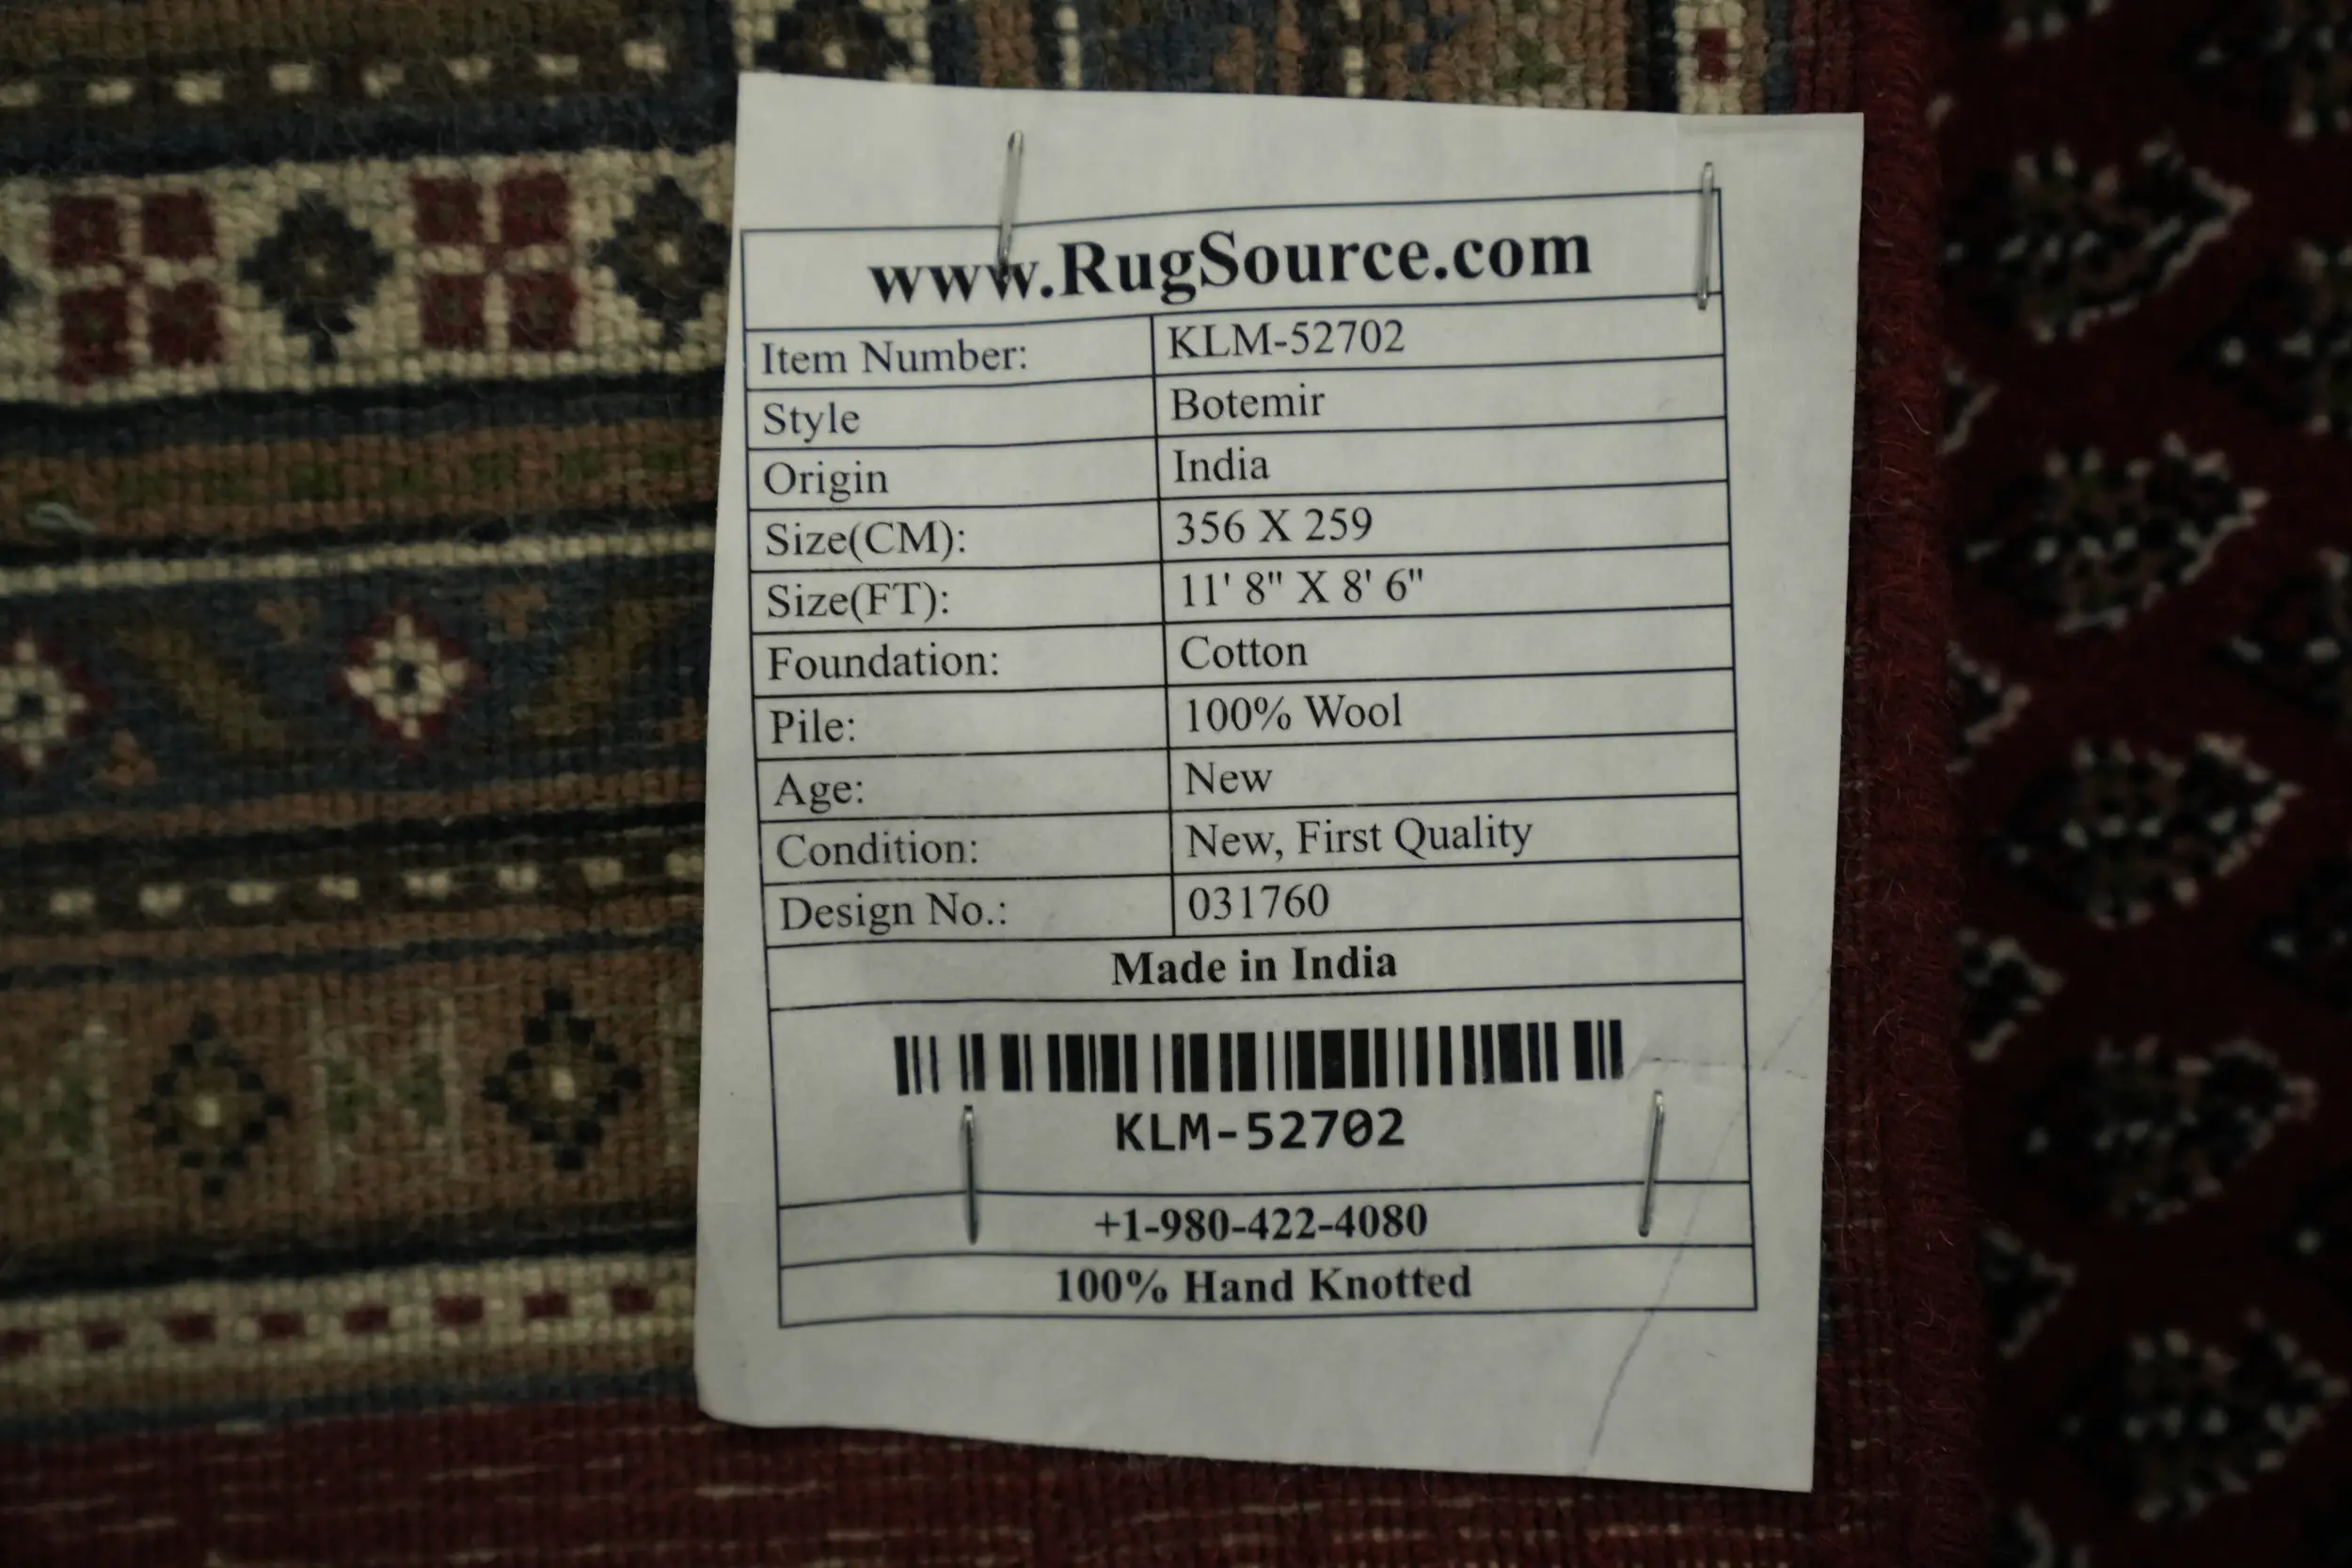 www.RugSource.com
Item Number: KLM-52702
Style Botemir
Origin India
Size(CM): 356 X 259
Size(FT): 11' 8" X 8' 6"
Foundation: Cotton
Pile: 100% Wool
Age: New
Condition: New, First Quality
Design No.: 031760
Made in India
KLM-52702
+1-980-422-4080
100% Hand Knotted